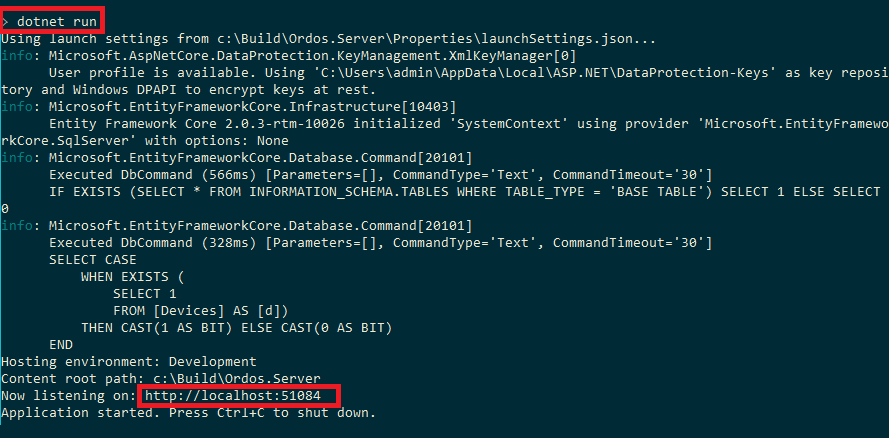 > dotnet run
Using launch settings from c:\Build\Ordos.Server\Properties\launchSettings.json...
info: Microsoft.AspNetCore.DataProtection.KeyManagement.XmlKeyManager[0]
User profile is available. Using 'C:\Users\admin\AppData\Local\ASP.NET\DataProtection-Keys' as key reposi
tory and Windows DPAPI to encrypt keys at rest.
info: Microsoft.EntityFrameworkCore.Infrastructure[10403]
Entity Framework Core 2.0.3-rtm-10026 initialized 'SystemContext' using provider 'Microsoft.EntityFramewo
rkCore.SqlServer' with options: None
info: Microsoft.EntityFrameworkCore.Database.Command[20101]
Executed DbCommand (566ms) [Parameters=[], CommandType='Text', CommandTimeout='30']
IF EXISTS (SELECT * FROM INFORMATION_SCHEMA.TABLES WHERE TABLE_TYPE = 'BASE TABLE') SELECT 1 ELSE SELECT
0
info: Microsoft.EntityFrameworkCore.Database.Command[20101]
Executed DbCommand (328ms) [Parameters=[], CommandType='Text', CommandTimeout='30']
SELECT CASE
WHEN EXISTS (
SELECT 1
FROM [Devices] AS [d])
THEN CAST(1 AS BIT) ELSE CAST(0 AS BIT)
END
Hosting environment: Development
Content root path: c:\Build\Ordos.Server
Now listening on: http://localhost:51084
Application started. Press Ctrl+C to shut down.